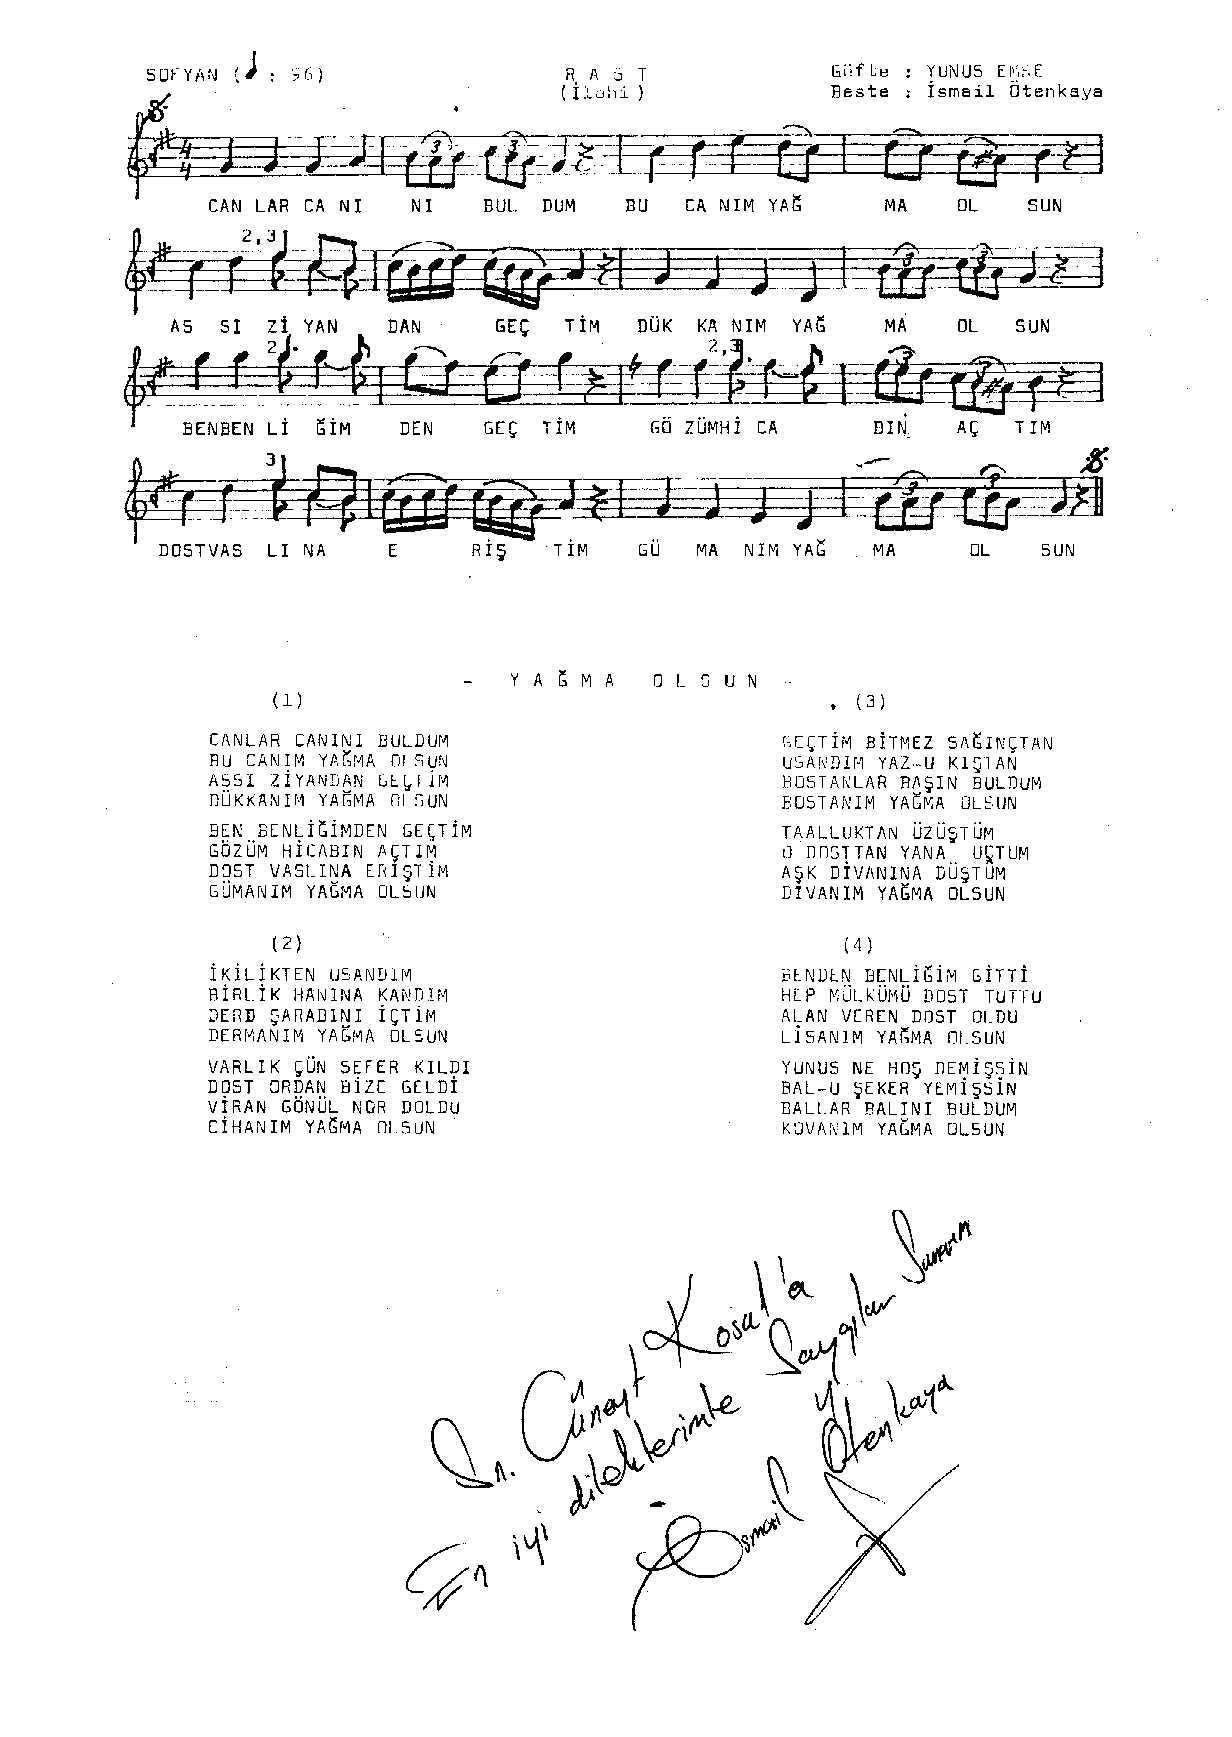 SOFYAN (♩ : 96)
R A S T
(İlahi)
Güfte : YUNUS EMRE
Beste : İsmail Ötenkaya
3 3
4 4
CAN LAR CA NI NI BUL DUM BU CA NIM YAĞ MA OL SUN
2,3
3 3
AS SI Zİ YAN DAN GEÇ TİM DÜK KA NIM YAĞ MA OL SUN
2 2,3
3
BENBEN Lİ ĞİM DEN GEÇ TİM GÖ ZÜMHİ CA BIN AÇ TIM
3
3 3
DOSTVAS LI NA E RİŞ TİM GÜ MA NIM YAĞ MA OL SUN
- Y A Ğ M A O L S U N -
(1)
CANLAR CANINI BULDUM
BU CANIM YAĞMA OLSUN
ASSI ZİYANDAN GEÇTİM
DÜKKANIM YAĞMA OLSUN
BEN BENLİĞİMDEN GEÇTİM
GÖZÜM HİCABIN AÇTIM
DOST VASLINA ERİŞTİM
GÜMANIM YAĞMA OLSUN
(2)
İKİLİKTEN USANDIM
BİRLİK HANINA KANDIM
DERD ŞARABINI İÇTİM
DERMANIM YAĞMA OLSUN
VARLIK ÇÜN SEFER KILDI
DOST ORDAN BİZE GELDİ
VİRAN GÖNÜL NUR DOLDU
CİHANIM YAĞMA OLSUN
(3)
GEÇTİM BİTMEZ SAĞINÇTAN
USANDIM YAZ-U KIŞTAN
BOSTANLAR BAŞIN BULDUM
BOSTANIM YAĞMA OLSUN
TAALLUKTAN ÜZÜŞTÜM
O DOSTTAN YANA UÇTUM
AŞK DİVANINA DÜŞTÜM
DİVANIM YAĞMA OLSUN
(4)
BENDEN BENLİĞİM GİTTİ
HEP MÜLKÜMÜ DOST TUTTU
ALAN VEREN DOST OLDU
LİSANIM YAĞMA OLSUN
YUNUS NE HOŞ DEMİŞSİN
BAL-U ŞEKER YEMİŞSİN
BALLAR BALINI BULDUM
KOVANIM YAĞMA OLSUN
Sn. Cüneyt Kosal'a
En iyi dileklerimle Saygılar Sunarım
İsmail Ötenkaya